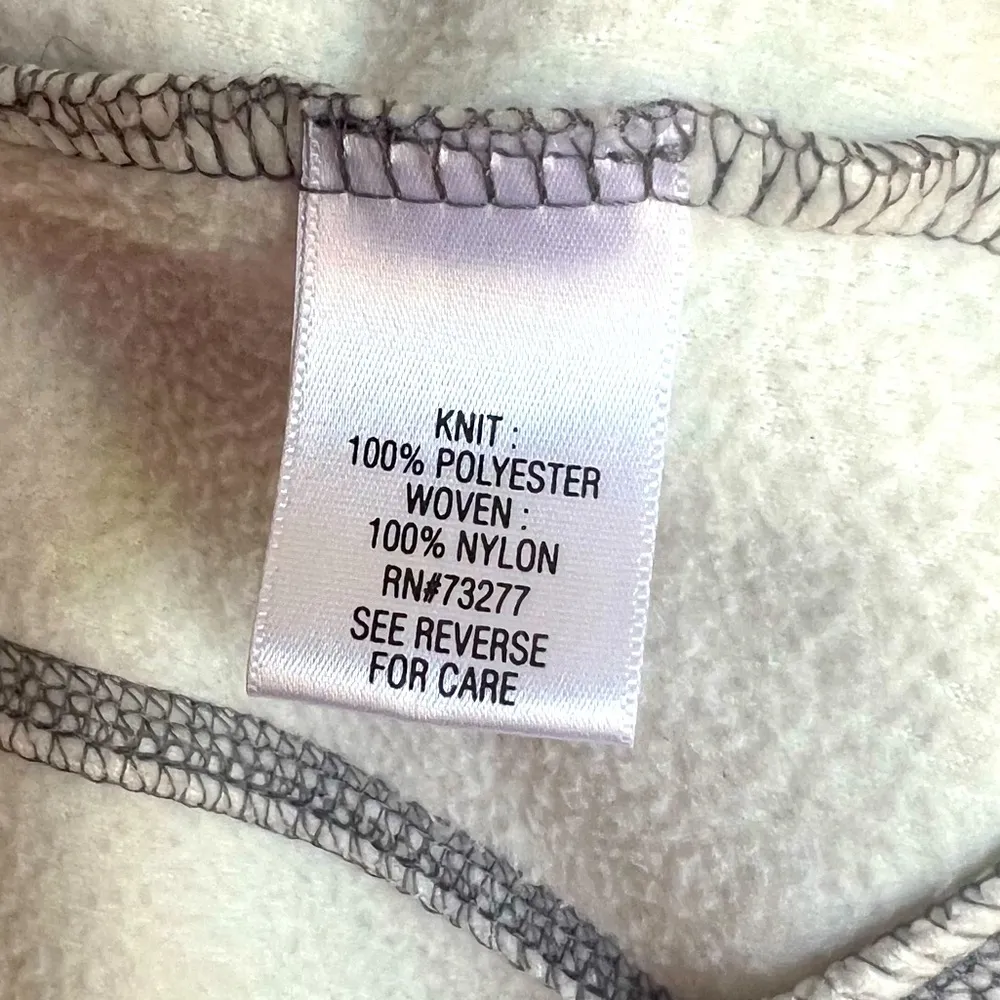 KNIT :
100% POLYESTER
WOVEN :
100% NYLON
RN#73277
SEE REVERSE
FOR CARE